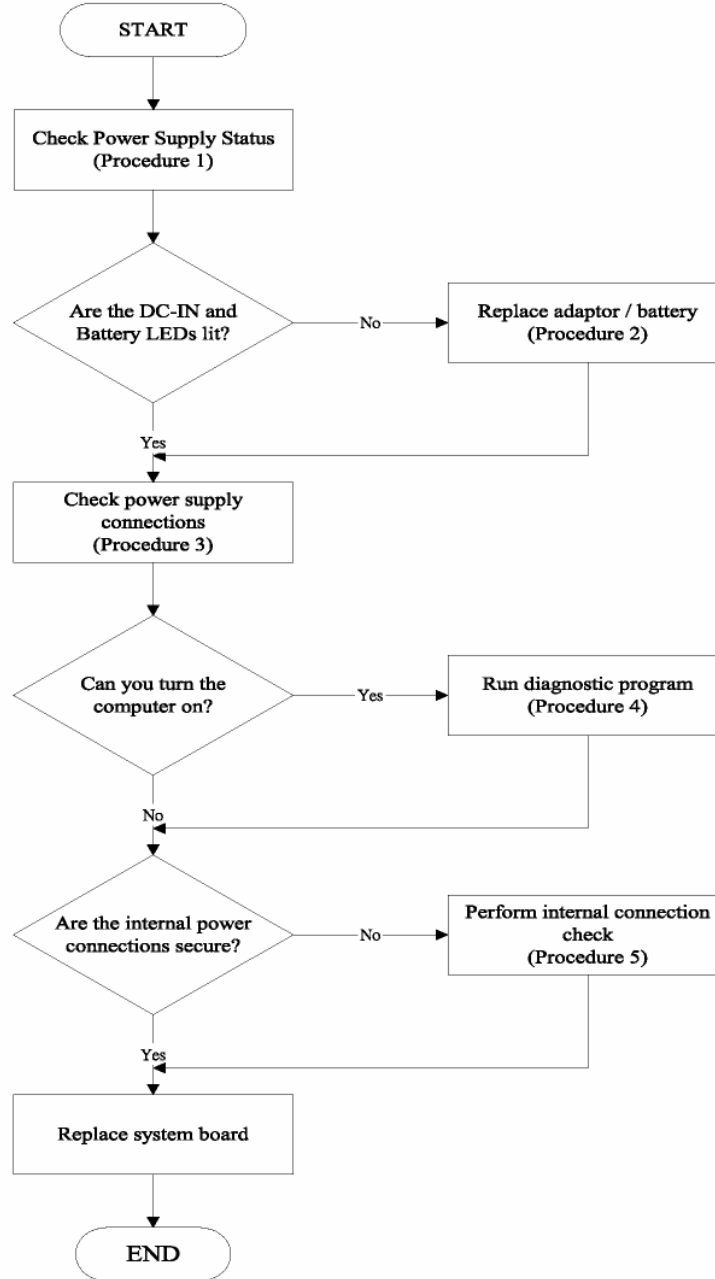 START
Check Power Supply Status
(Procedure 1)
Are the DC-IN and
Battery LEDs lit?
No
Replace adaptor / battery
(Procedure 2)
Yes
Check power supply
connections
(Procedure 3)
Can you turn the
computer on?
Yes
Run diagnostic program
(Procedure 4)
No
Are the internal power
connections secure?
No
Perform internal connection
check
(Procedure 5)
Yes
Replace system board
END